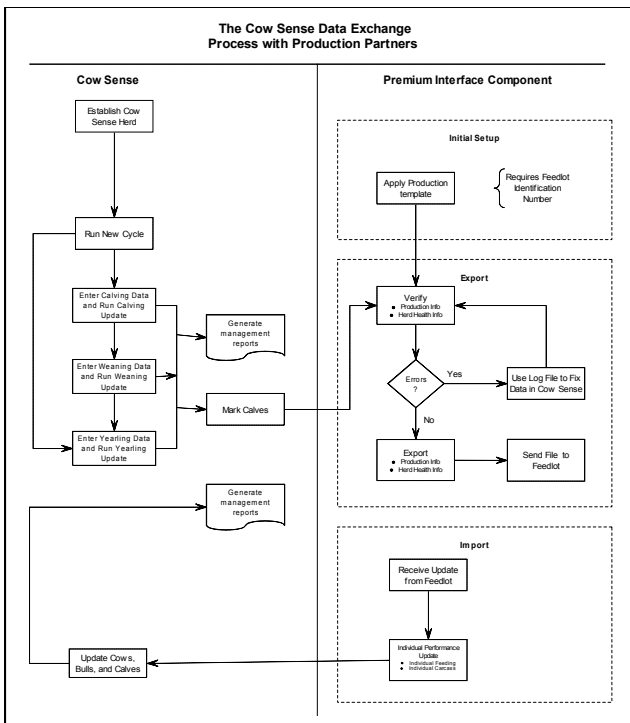 The Cow Sense Data Exchange
Process with Production Partners
Cow Sense
Premium Interface Component
Establish Cow
Sense Herd
Run New Cycle
Enter Calving Data
and Run Calving
Update
Enter Weaning Data
and Run Weaning
Update
Enter Yearling Data
and Run Yearling
Update
Generate
management
reports
Mark Calves
Generate
management
reports
Update Cows,
Bulls, and Calves
Initial Setup
Apply Production
template
Requires Feedlot
Identification
Number
Export
Verify
• Production Info
• Herd Health Info
Errors
?
Yes
Use Log File to Fix
Data in Cow Sense
No
Export
• Production Info
• Herd Health Info
Send File to
Feedlot
Import
Receive Update
from Feedlot
Individual Performance
Update
• Individual Feeding
• Individual Carcass